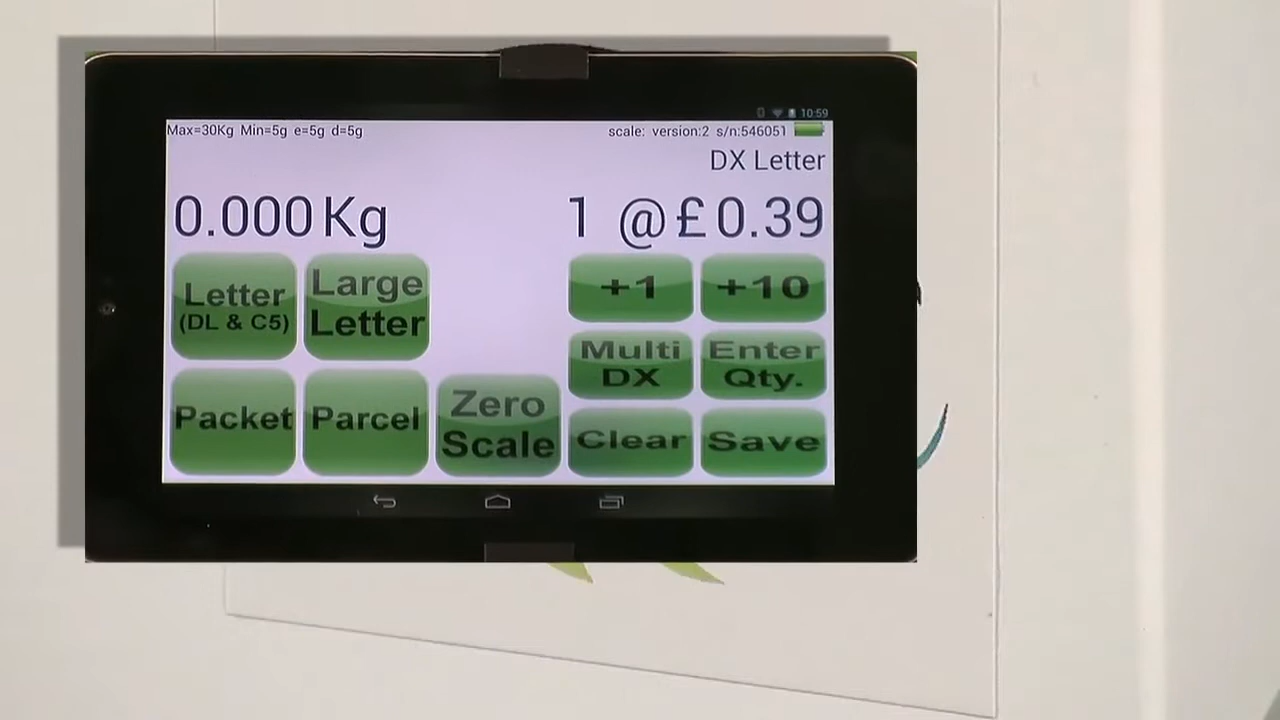 10:59
Max=30Kg Min=5g e=5g d=5g
scale: version:2 s/n:546051
DX Letter
0.000 Kg
1 @ £0.39
Letter
(DL & C5)
Large
Letter
+1
+10
Multi
DX
Enter
Qty.
Packet
Parcel
Zero
Scale
Clear
Save